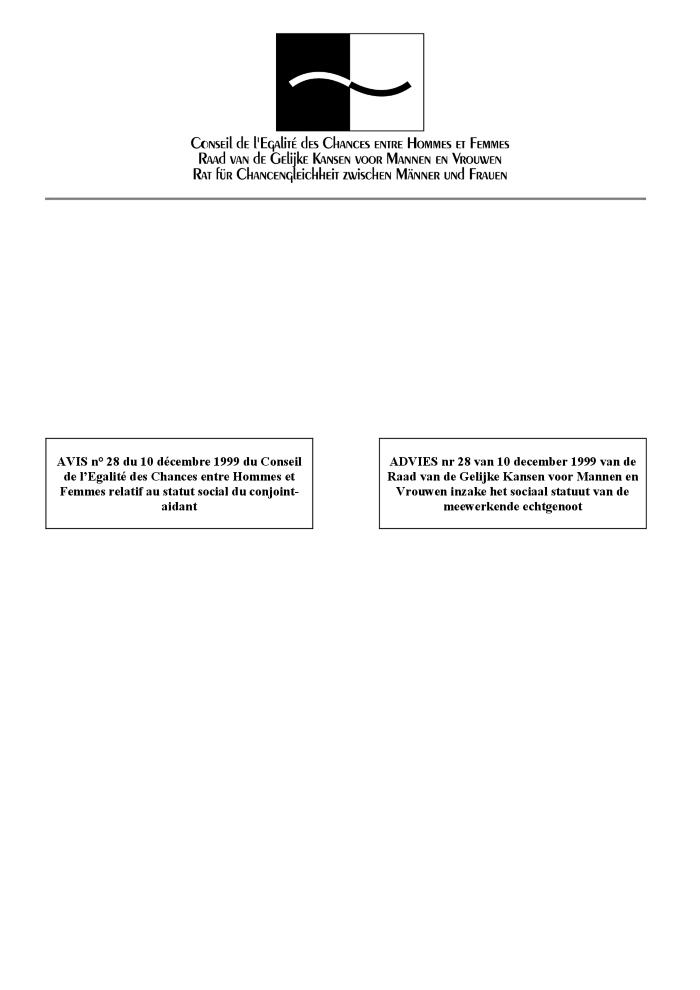 Conseil de l'Egalité des Chances entre Hommes et Femmes
Raad van de Gelijke Kansen voor Mannen en Vrouwen
Rat für Chancengleichheit zwischen Männer und Frauen
AVIS n° 28 du 10 décembre 1999 du Conseil
de l’Egalité des Chances entre Hommes et
Femmes relatif au statut social du conjoint-
aidant
ADVIES nr 28 van 10 december 1999 van de
Raad van de Gelijke Kansen voor Mannen en
Vrouwen inzake het sociaal statuut van de
meewerkende echtgenoot